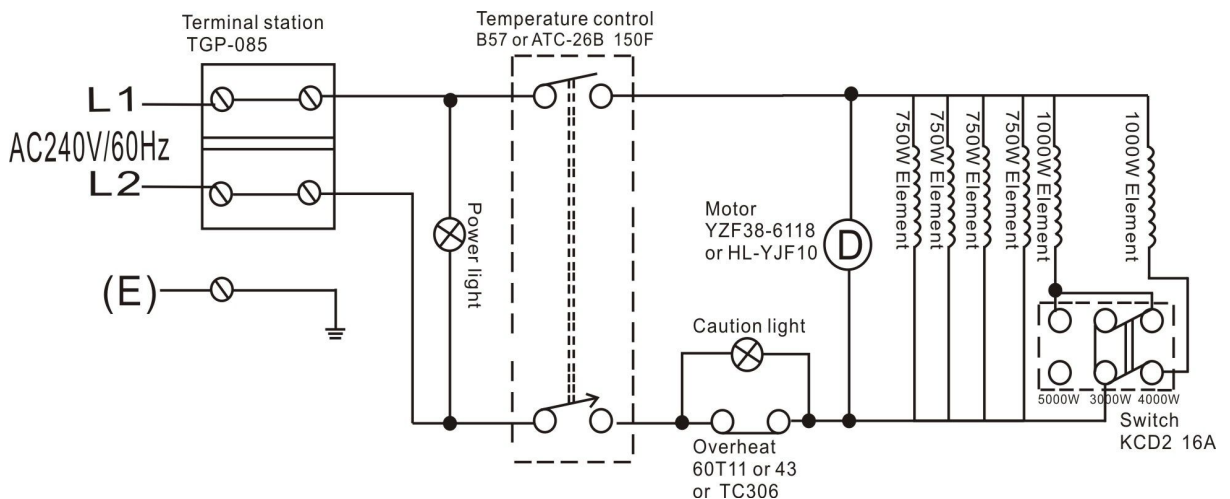 Terminal station
TGP-085
Temperature control
B57 or ATC-26B 150F
L1
AC240V/60Hz
L2
(E)
Power light
Motor
YZF38-6118
or HL-YJF10
D
Caution light
Overheat
60T11 or 43
or TC306
750W Element
750W Element
750W Element
750W Element
1000W Element
1000W Element
5000W 3000W 4000W
Switch
KCD2 16A